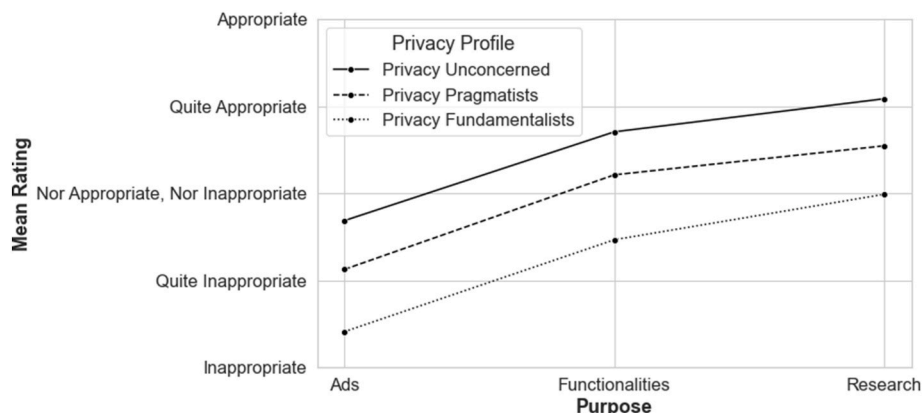 Appropriate
Privacy Profile
Privacy Unconcerned
Quite Appropriate
Privacy Pragmatists
Privacy Fundamentalists
Mean Rating
Nor Appropriate, Nor Inappropriate
Quite Inappropriate
Inappropriate
Ads
Functionalities
Research
Purpose